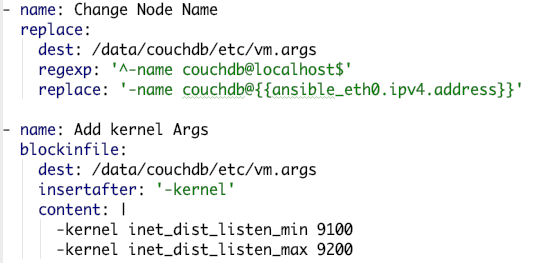 - name: Change Node Name
  replace:
    dest: /data/couchdb/etc/vm.args
    regexp: '^-name couchdb@localhost$'
    replace: '-name couchdb@{{ansible_eth0.ipv4.address}}'

- name: Add kernel Args
  blockinfile:
    dest: /data/couchdb/etc/vm.args
    insertafter: '-kernel'
    content: |
      -kernel inet_dist_listen_min 9100
      -kernel inet_dist_listen_max 9200